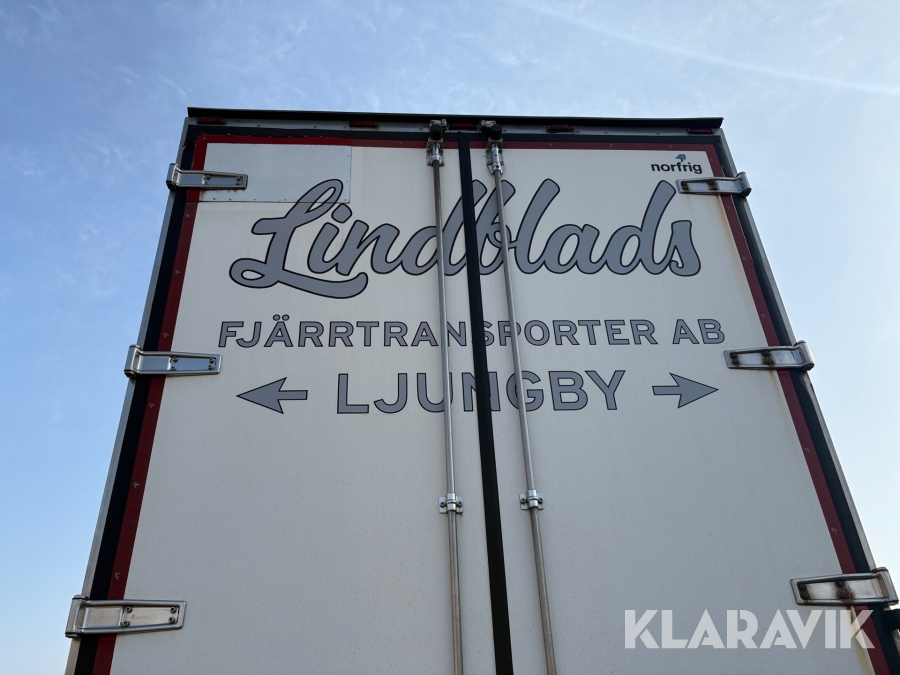 norfrig
Lindblads
FJÄRRTRANSPORTER AB
← LJUNGBY →
KLARAVIK